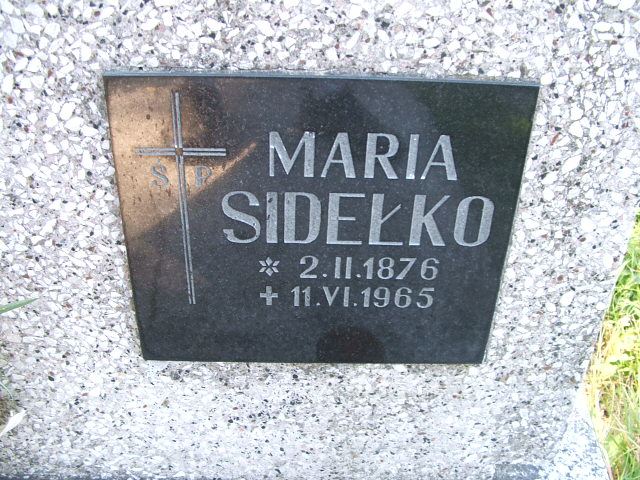 S P
MARIA
SIDEŁKO
* 2.II.1876
+ 11.VI.1965